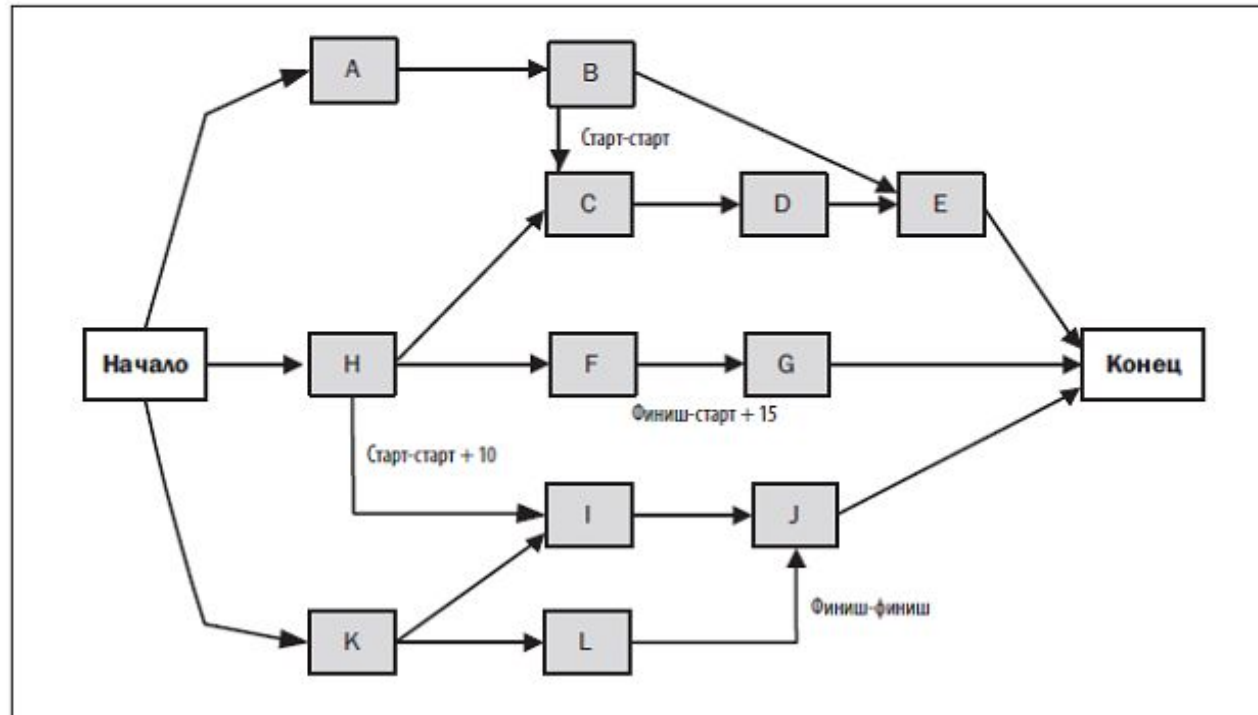 A
B
Старт-старт
C
D
E
Начало
H
F
G
Конец
Финиш-старт + 15
Старт-старт + 10
I
J
Финиш-финиш
K
L